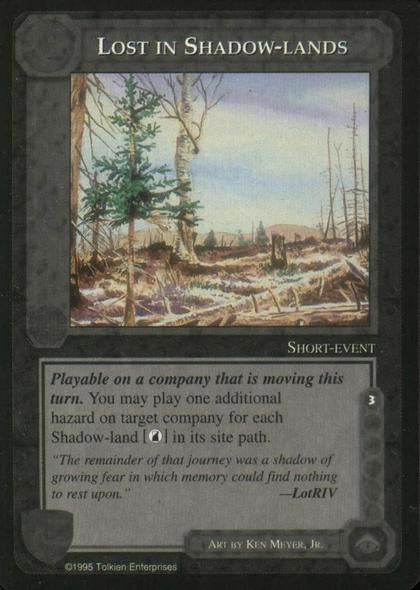 Lost in Shadow-lands
Short-event
Playable on a company that is moving this
turn. You may play one additional
hazard on target company for each
Shadow-land [ ] in its site path.
3
"The remainder of that journey was a shadow of
growing fear in which memory could find nothing
to rest upon." —LotRIV
Art by Ken Meyer, Jr.
©1995 Tolkien Enterprises